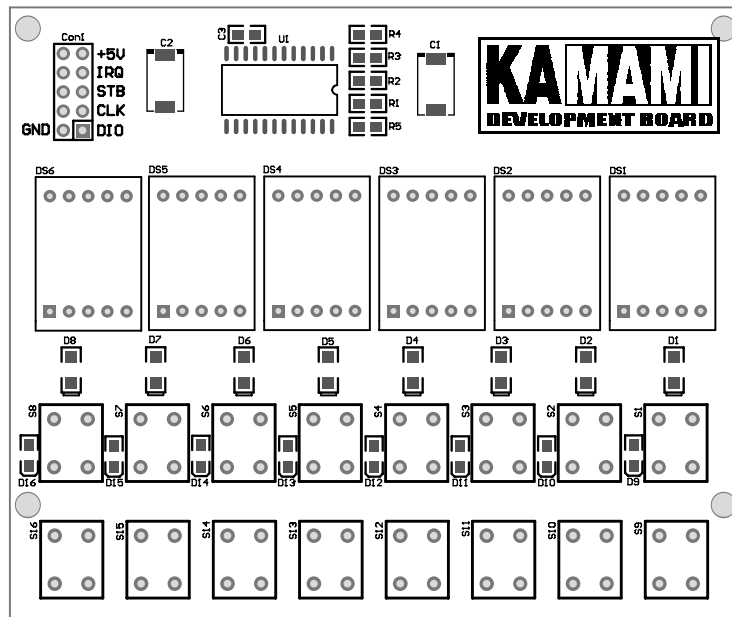 Con1
+5V
IRQ
STB
CLK
GND DIO
C2
C3
U1
R4
R3
R2
R1
R5
C1
KAMAMI
DEVELOPMENT BOARD
DS6 DS5 DS4 DS3 DS2 DS1
D8 D7 D6 D5 D4 D3 D2 D1
S8 S7 S6 S5 S4 S3 S2 S1
D16 D15 D14 D13 D12 D11 D10 D9
S16 S15 S14 S13 S12 S11 S10 S9